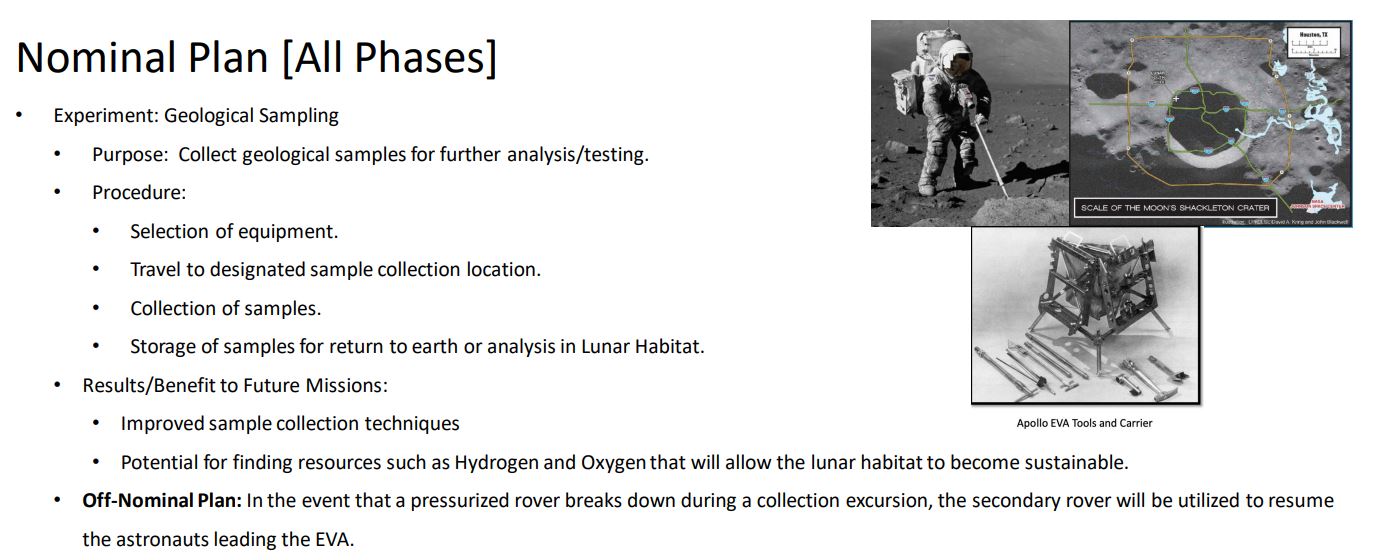 Nominal Plan [All Phases]
• Experiment: Geological Sampling
• Purpose: Collect geological samples for further analysis/testing.
• Procedure:
• Selection of equipment.
• Travel to designated sample collection location.
• Collection of samples.
• Storage of samples for return to earth or analysis in Lunar Habitat.
• Results/Benefit to Future Missions:
• Improved sample collection techniques
• Potential for finding resources such as Hydrogen and Oxygen that will allow the lunar habitat to become sustainable.
• Off-Nominal Plan: In the event that a pressurized rover breaks down during a collection excursion, the secondary rover will be utilized to resume
the astronauts leading the EVA.
Houston, TX
SCALE OF THE MOON'S SHACKLETON CRATER
David A. Kring and John Blackwell
Apollo EVA Tools and Carrier